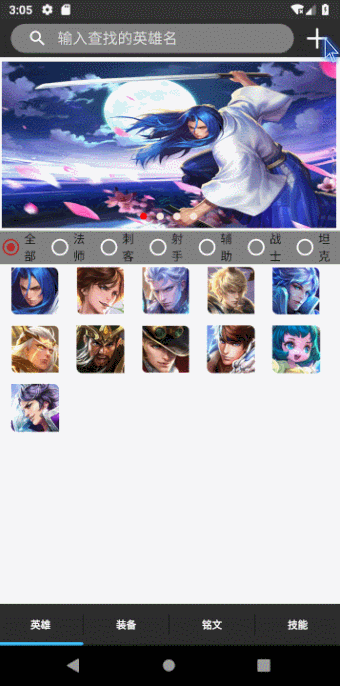 3:05
输入查找的英雄名
全部 法师 刺客 射手 辅助 战士 坦克
英雄 装备 铭文 技能